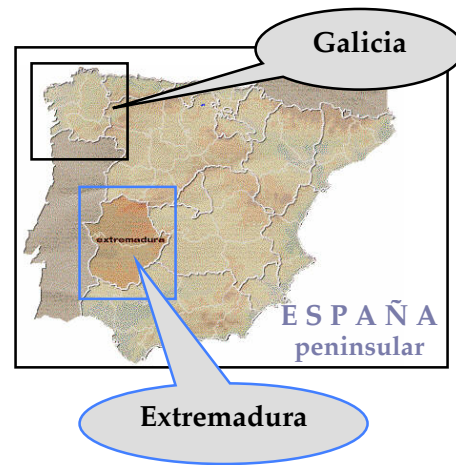 Galicia
extremadura
E S P A Ñ A
peninsular
Extremadura